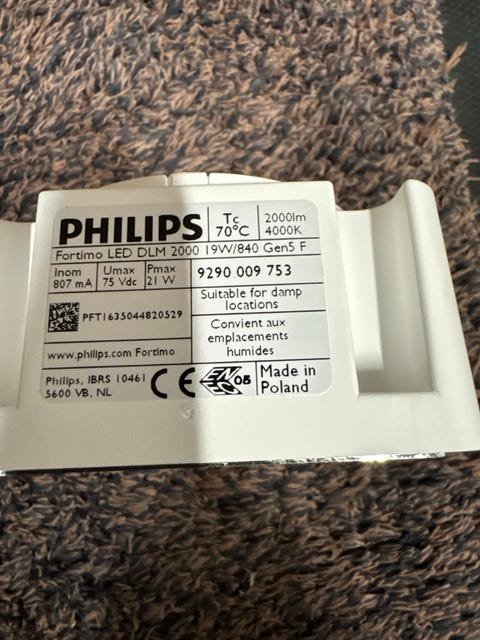 PHILIPS
Tc
70°C
2000lm
4000K
Fortimo LED DLM 2000 19W/840 Gen5 F
Inom
807 mA
Umax
75 Vdc
Pmax
21 W
9290 009 753
PFT1635044820529
Suitable for damp
locations
Convient aux
emplacements
humides
www.philips.com Fortimo
Philips, IBRS 10461
5600 VB, NL
CE
ENEC 05
Made in
Poland